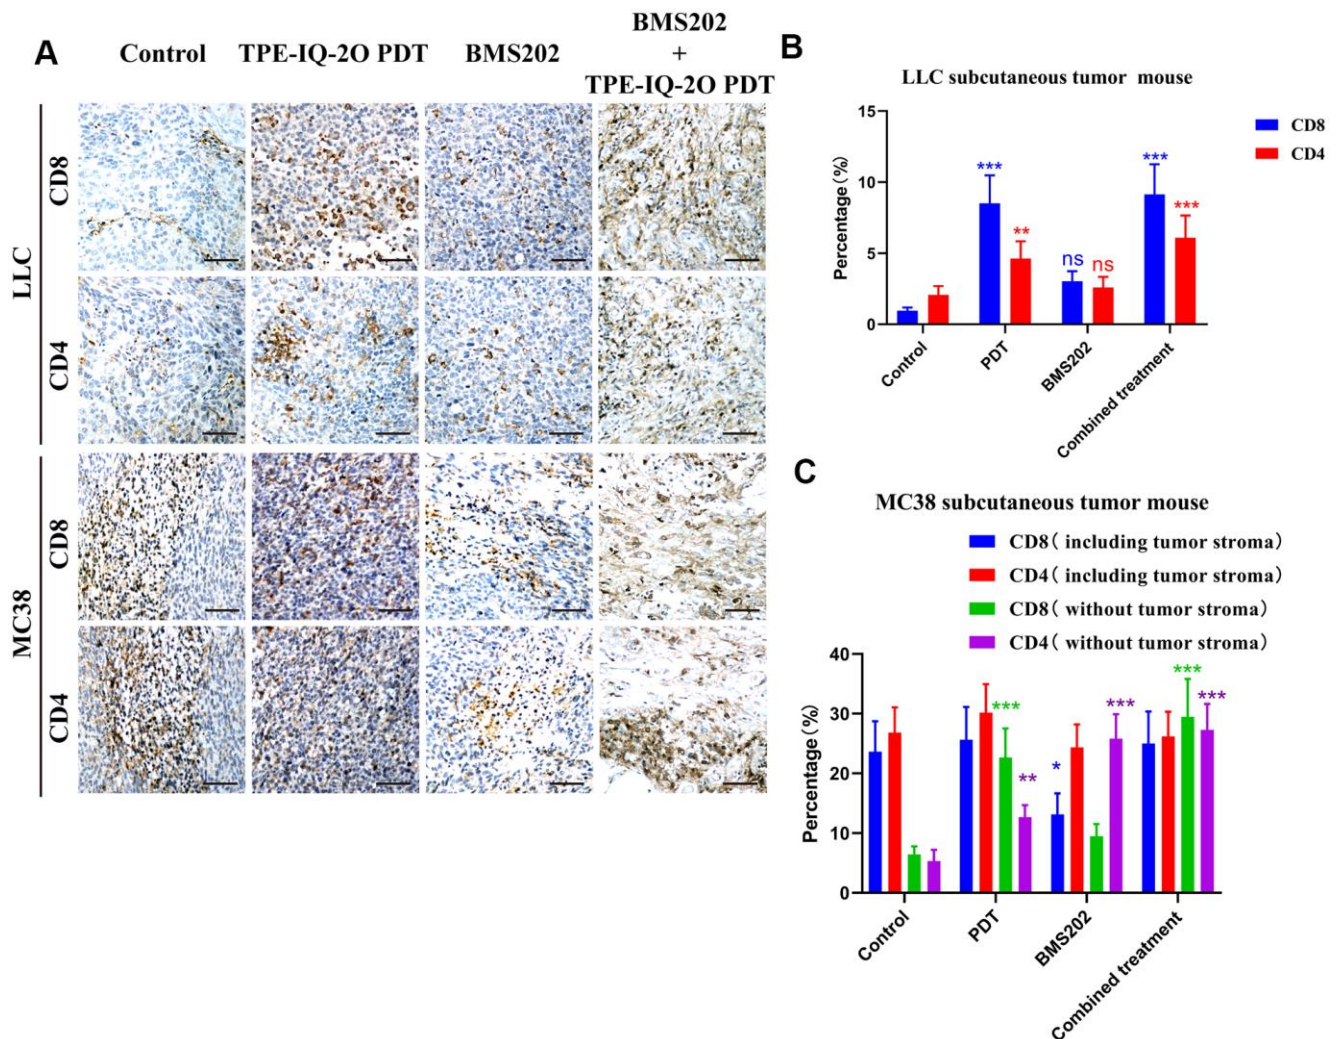 A
Control
TPE-IQ-2O PDT
BMS202
BMS202
+
TPE-IQ-2O PDT
LLC
CD8
CD4
MC38
CD8
CD4
B
LLC subcutaneous tumor mouse
CD8
CD4
Percentage (%)
15
10
5
0
***
**
ns
ns
***
***
Control
PDT
BMS202
Combined treatment
C
MC38 subcutaneous tumor mouse
CD8( including tumor stroma)
CD4( including tumor stroma)
CD8( without tumor stroma)
CD4( without tumor stroma)
Percentage (%)
40
30
20
10
0
***
**
*
***
***
***
Control
PDT
BMS202
Combined treatment